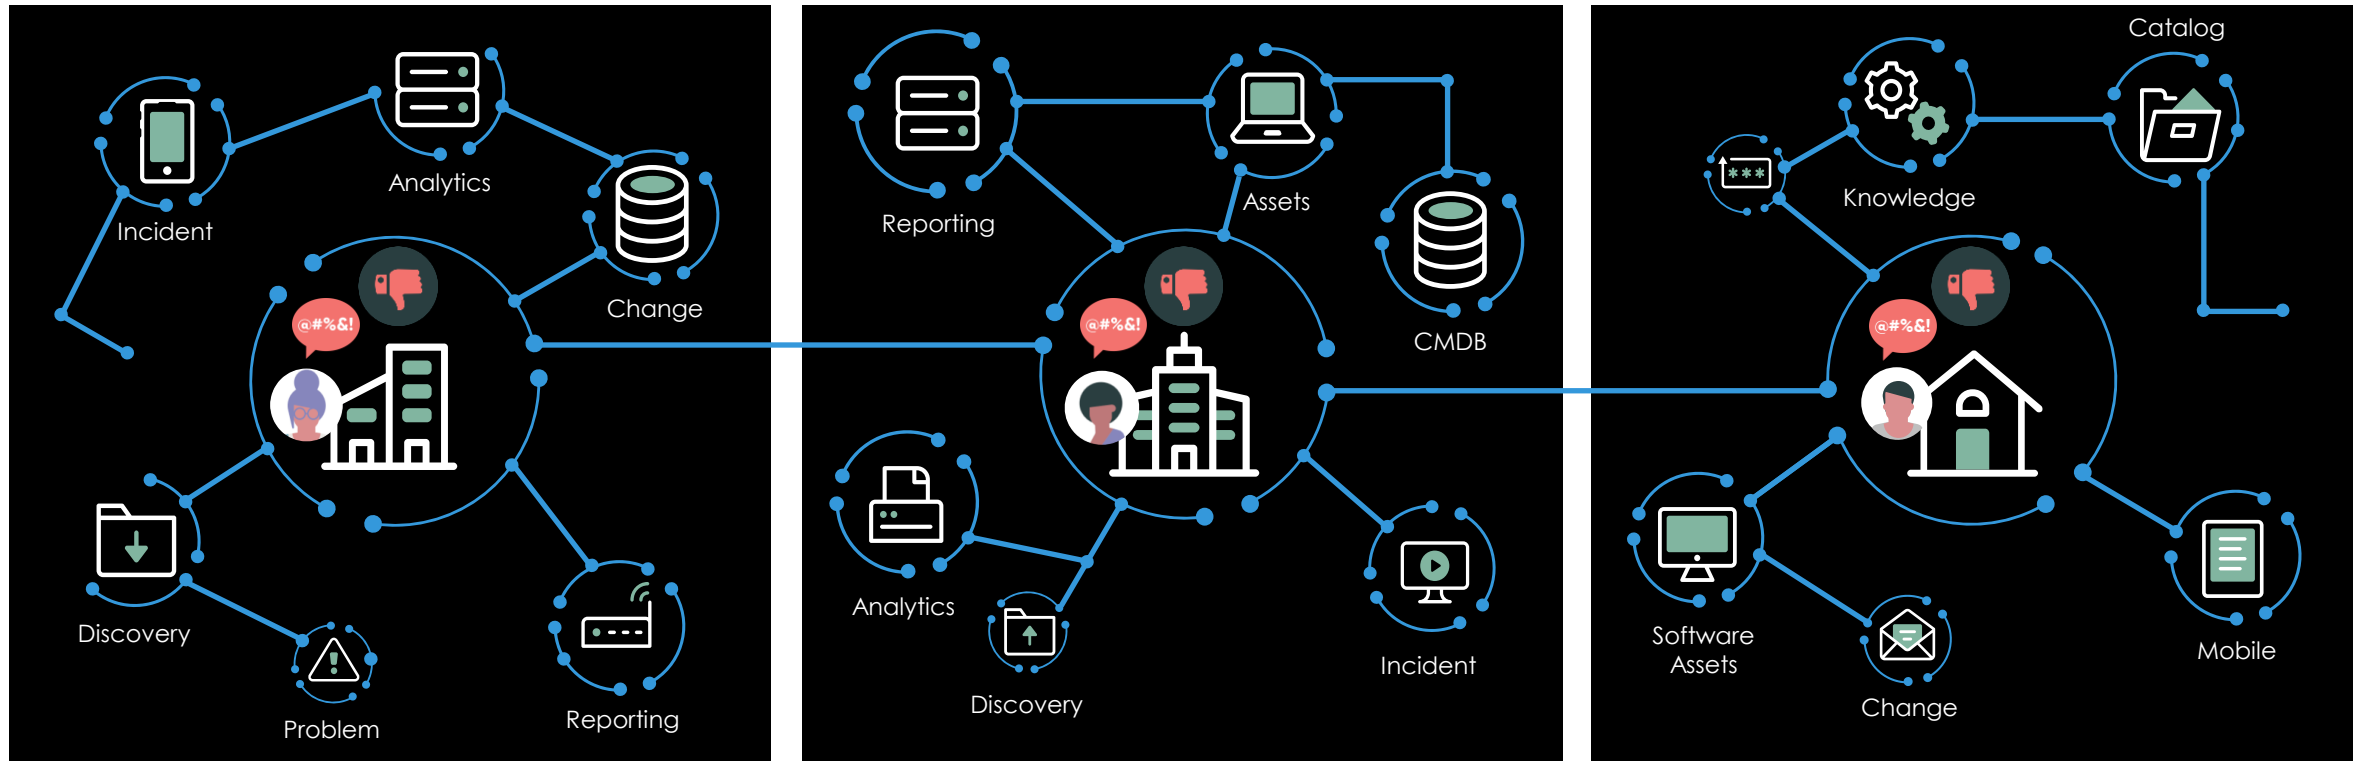 Incident
Analytics
Change
@#%&!
Discovery
Problem
Reporting
Reporting
Assets
CMDB
@#%&!
Analytics
Discovery
Incident
Catalog
***
Knowledge
@#%&!
Software
Assets
Change
Mobile